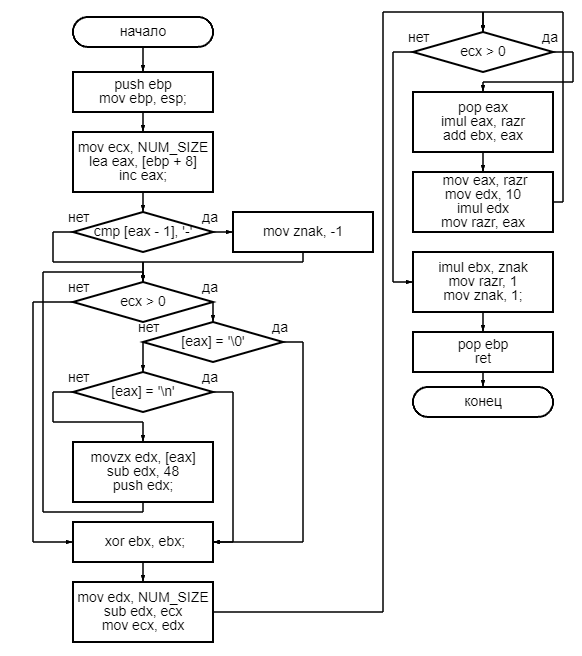 начало
push ebp
mov ebp, esp;
mov ecx, NUM_SIZE
lea eax, [ebp + 8]
inc eax;
нет
да
cmp [eax - 1], '-'
mov znak, -1
нет
да
ecx > 0
нет
да
[eax] = '\0'
нет
да
[eax] = '\n'
movzx edx, [eax]
sub edx, 48
push edx;
xor ebx, ebx;
mov edx, NUM_SIZE
sub edx, ecx
mov ecx, edx
нет
да
ecx > 0
pop eax
imul eax, razr
add ebx, eax
mov eax, razr
mov edx, 10
imul edx
mov razr, eax
imul ebx, znak
mov razr, 1
mov znak, 1;
pop ebp
ret
конец